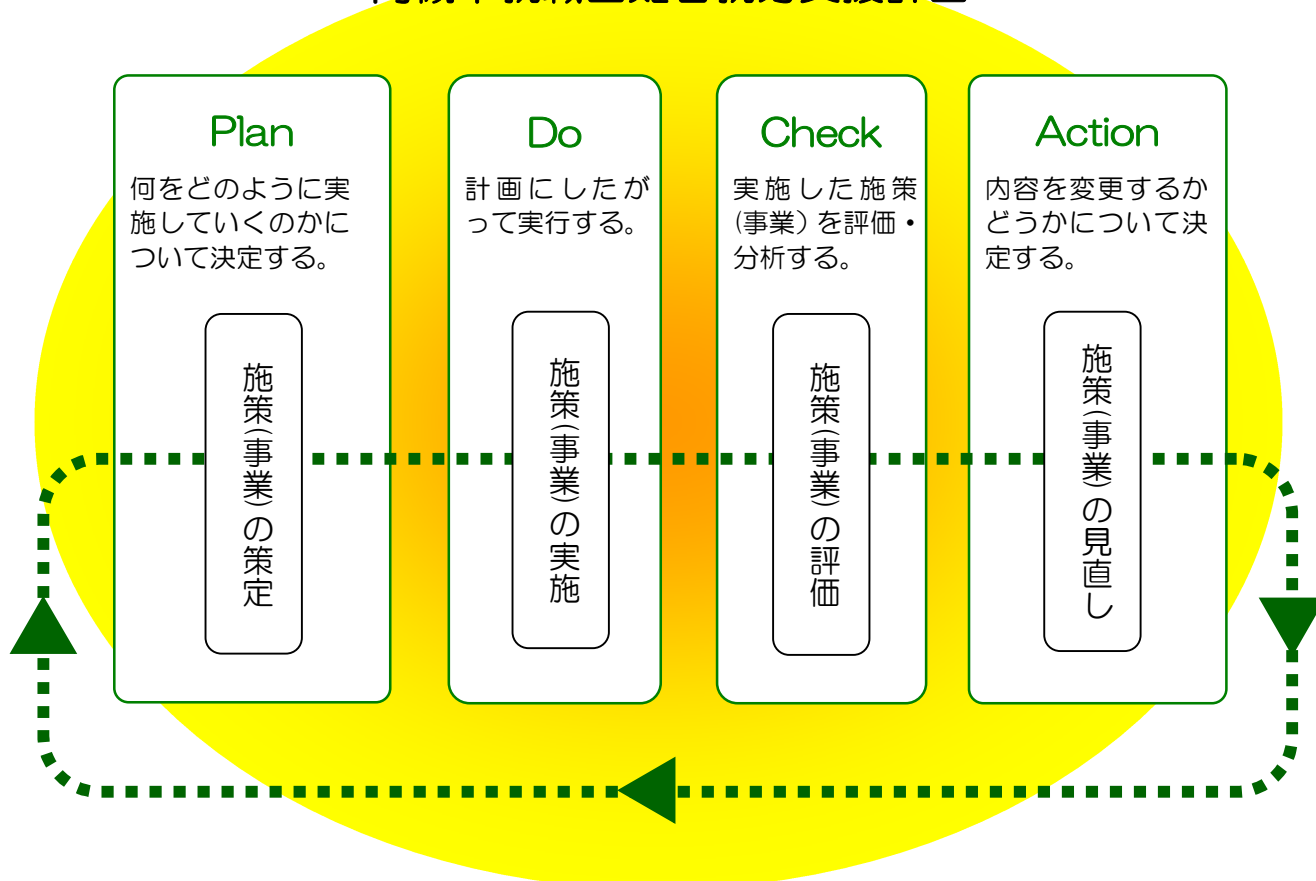 Plan
何をどのように実
施していくのかに
ついて決定する。
施策(事業)の策定
Do
計画にしたが
って実行する。
施策(事業)の実施
Check
実施した施策
(事業)を評価・
分析する。
施策(事業)の評価
Action
内容を変更するか
どうかについて決
定する。
施策(事業)の見直し